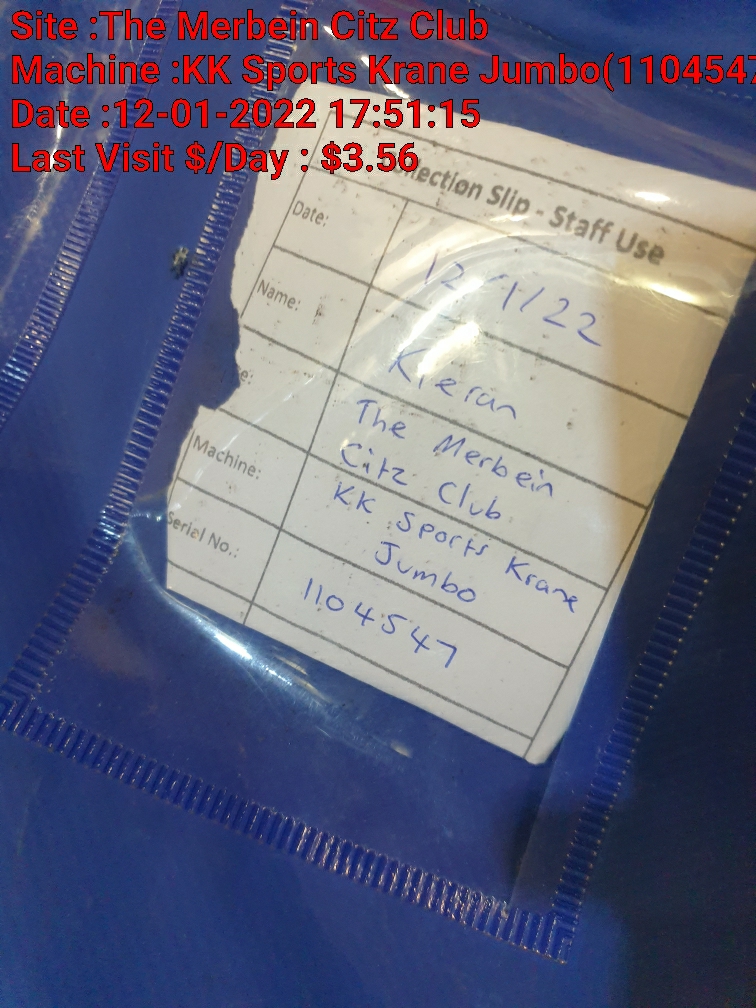 Site :The Merbein Citz Club
Machine :KK Sports Krane Jumbo(1104547
Date :12-01-2022 17:51:15
Last Visit $/Day : $3.56
Slip - Staff Use
Date: 12/1/22
Name: Kieran
The Merbein
Citz Club
Machine: KK Sports Krane
Jumbo
Serial No.: 1104547